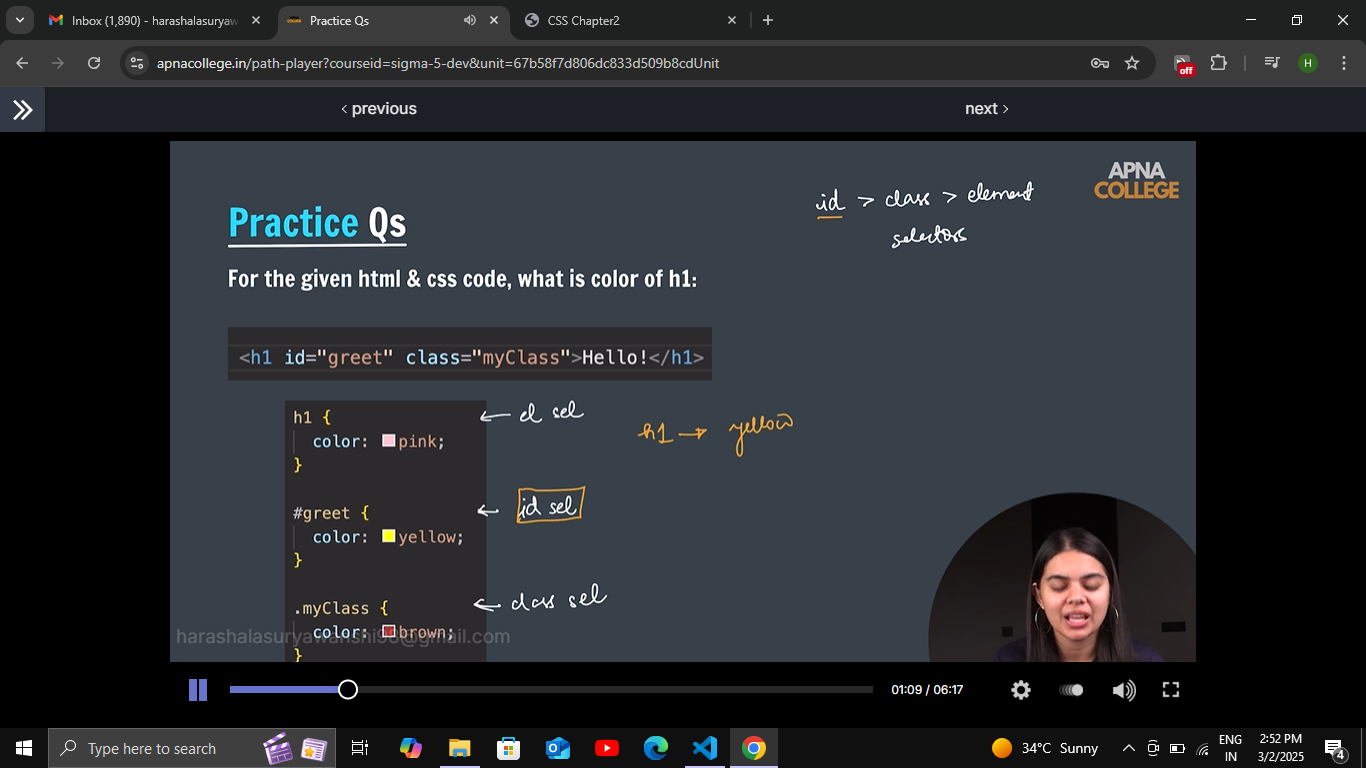 Inbox (1,890) - harashalasuryaw
Practice Qs
CSS Chapter2
apnacollege.in/path-player?courseid=sigma-5-dev&unit=67b58f7d806dc833d509b8cdUnit
off
H
‹ previous
next ›
APNA
COLLEGE
id > class > element
selectors
Practice Qs
For the given html & css code, what is color of h1:
<h1 id="greet" class="myClass">Hello!</h1>
h1 { ← el sel
color: pink;
}
h1 → yellow
#greet { ← id sel
color: yellow;
}
.myClass { ← class sel
color: brown;
harashalasuryawanshi98@gmail.com
}
01:09 / 06:17
Type here to search
34°C Sunny
ENG
IN
2:52 PM
3/2/2025
4